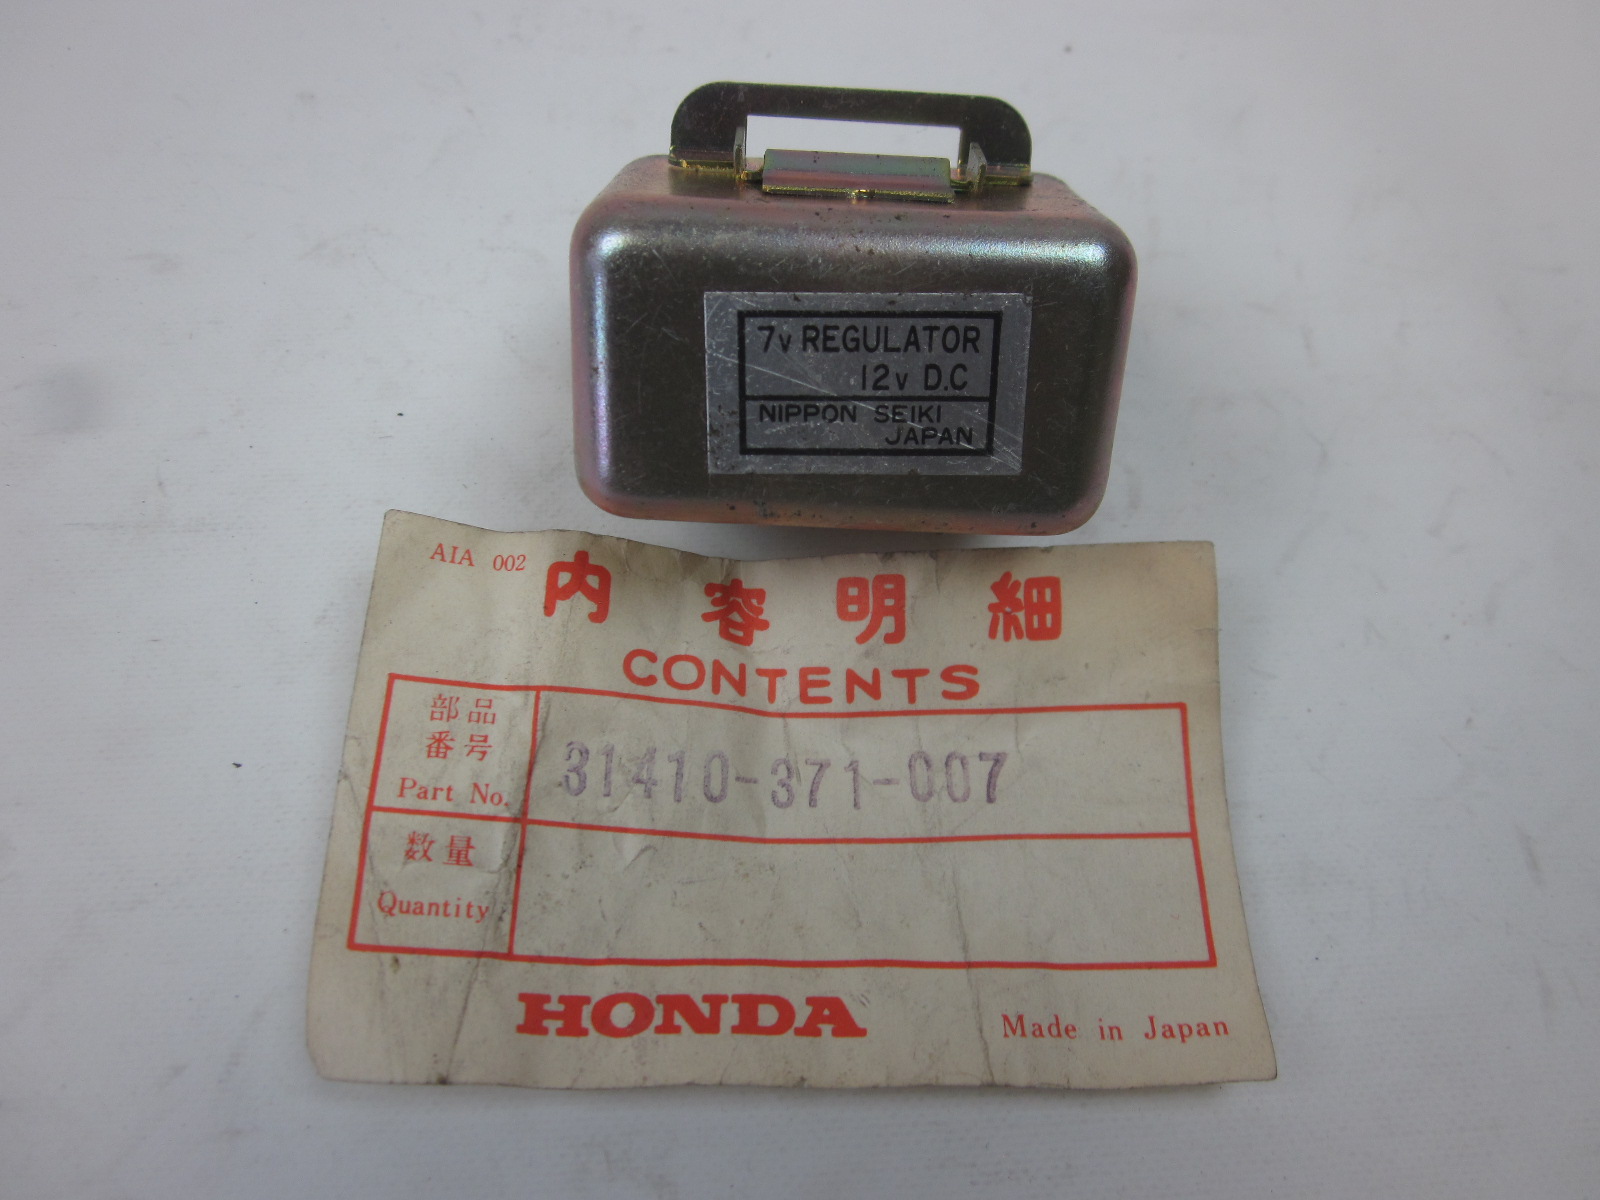 7v REGULATOR
12v D.C
NIPPON SEIKI
JAPAN
AIA 002
内容明細
CONTENTS
部品
番号
Part No.
31410-371-007
数量
Quantity
HONDA
Made in Japan